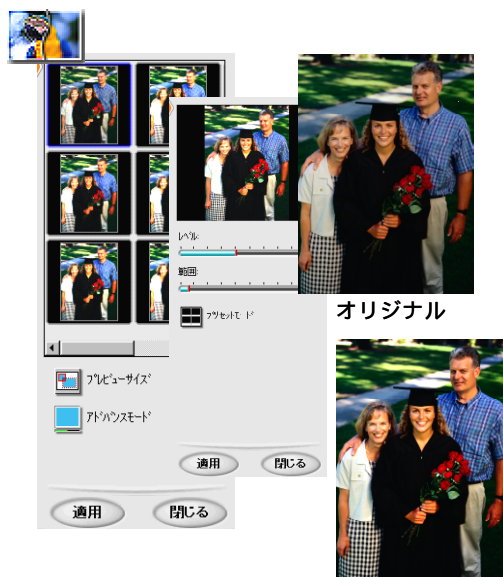 ﾚﾍﾞﾙ:
範囲:
ﾌﾟﾘｾｯﾄﾓｰﾄﾞ
オリジナル
ﾌﾟﾚﾋﾞｭｰｻｲｽﾞ
ｱﾄﾞﾊﾞﾝｽﾓｰﾄﾞ
適用
閉じる
適用
閉じる